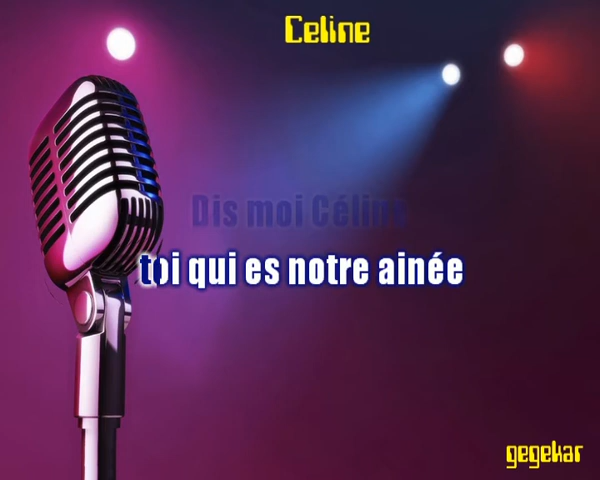 Celine
Dis moi Céline
toi qui es notre ainée
gegekar